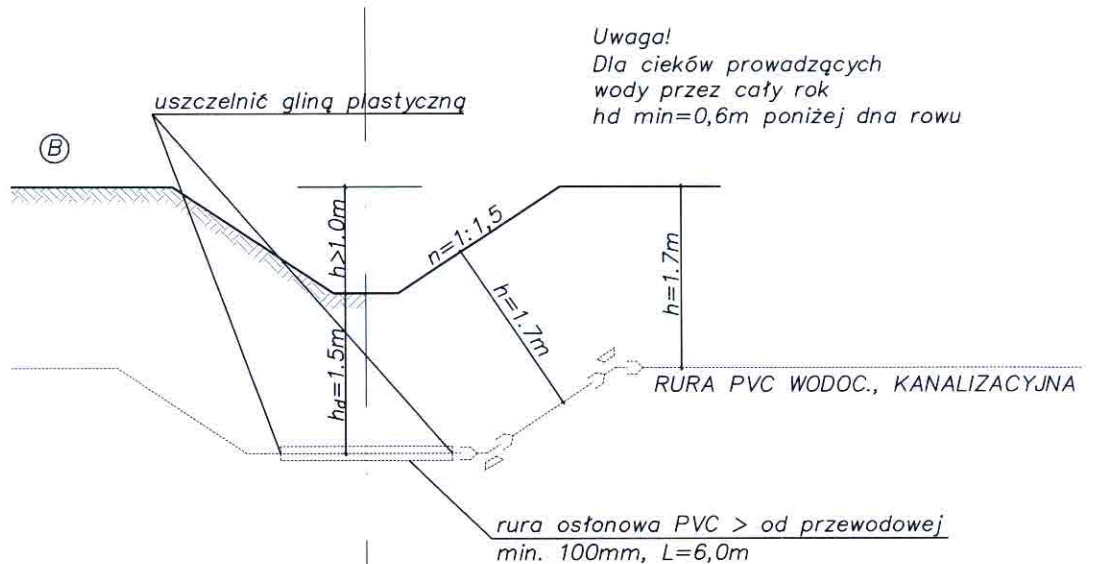 Uwaga!
Dla cieków prowadzących
wody przez cały rok
hd min=0,6m poniżej dna rowu
uszczelnić gliną plastyczną
B
h>1.0m
n=1:1,5
h=1.7m
h=1.7m
hd=1.5m
RURA PVC WODOC., KANALIZACYJNA
rura osłonowa PVC > od przewodowej
min. 100mm, L=6,0m